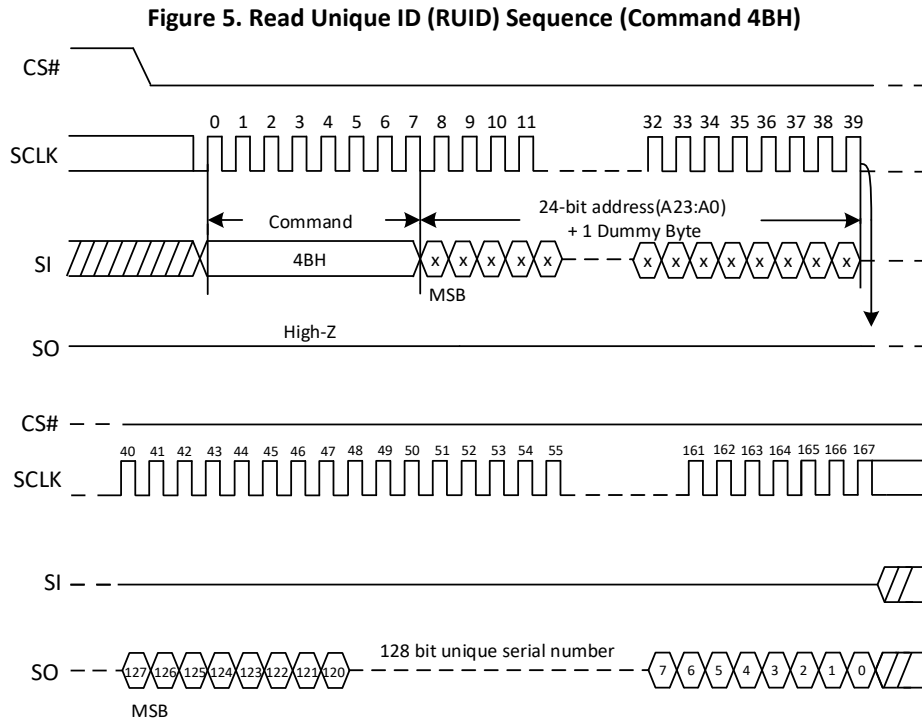 Figure 5. Read Unique ID (RUID) Sequence (Command 4BH)
CS#
0 1 2 3 4 5 6 7 8 9 10 11 32 33 34 35 36 37 38 39
SCLK
Command
24-bit address(A23:A0)
+ 1 Dummy Byte
SI 4BH x x x x x x x x x x x x x
MSB
High-Z
SO
CS#
40 41 42 43 44 45 46 47 48 49 50 51 52 53 54 55 161 162 163 164 165 166 167
SCLK
SI
SO 127 126 125 124 123 122 121 120 128 bit unique serial number 7 6 5 4 3 2 1 0
MSB